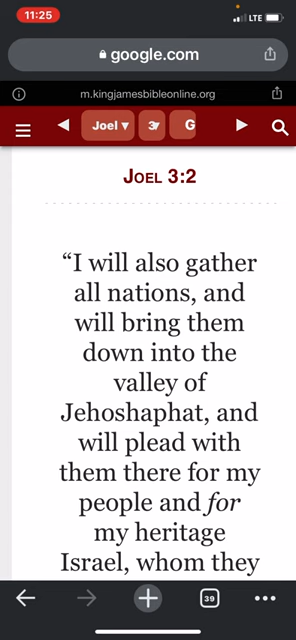 11:25
LTE
google.com
m.kingjamesbibleonline.org
Joel ▾
3▾
G
JOEL 3:2
“I will also gather
all nations, and
will bring them
down into the
valley of
Jehoshaphat, and
will plead with
them there for my
people and for
my heritage
Israel, whom they
39